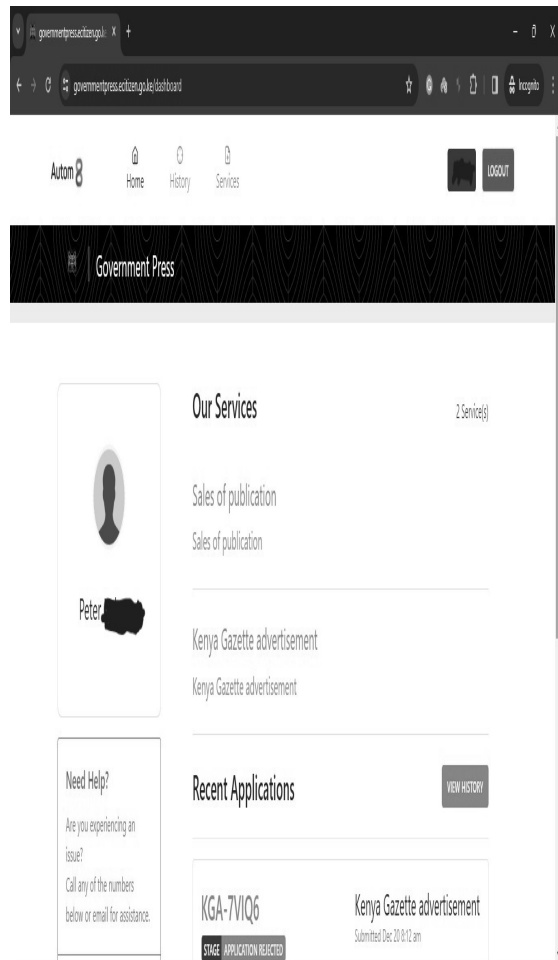 governmentpress.ecitizen.go.ke
governmentpress.ecitizen.go.ke/dashboard
Incognito
Autom8
Home
History
Services
LOGOUT
Government Press
Peter
Need Help?
Are you experiencing an
issue?
Call any of the numbers
below or email for assistance.
Our Services
2 Service(s)
Sales of publication
Sales of publication
Kenya Gazette advertisement
Kenya Gazette advertisement
Recent Applications
VIEW HISTORY
KGA-7VIQ6
STAGE APPLICATION REJECTED
Kenya Gazette advertisement
Submitted Dec 20 8:12 am